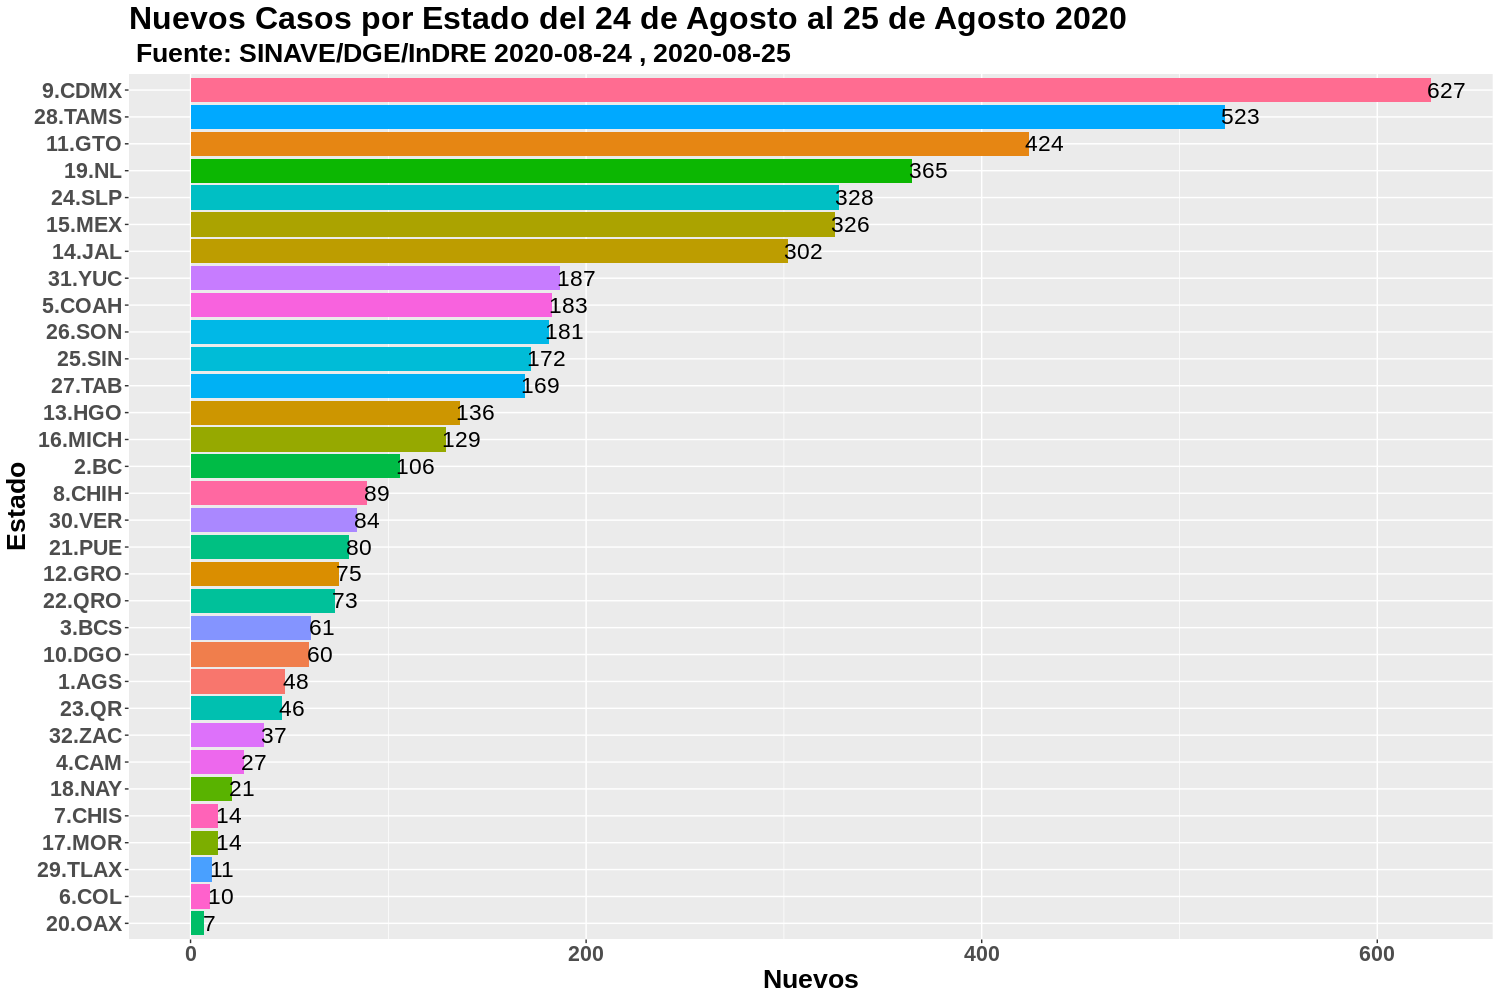 Nuevos Casos por Estado del 24 de Agosto al 25 de Agosto 2020
Fuente: SINAVE/DGE/InDRE 2020-08-24 , 2020-08-25
9.CDMX 627
28.TAMS 523
11.GTO 424
19.NL 365
24.SLP 328
15.MEX 326
14.JAL 302
31.YUC 187
5.COAH 183
26.SON 181
25.SIN 172
27.TAB 169
13.HGO 136
16.MICH 129
2.BC 106
8.CHIH 89
30.VER 84
21.PUE 80
12.GRO 75
22.QRO 73
3.BCS 61
10.DGO 60
1.AGS 48
23.QR 46
32.ZAC 37
4.CAM 27
18.NAY 21
7.CHIS 14
17.MOR 14
29.TLAX 11
6.COL 10
20.OAX 7
Estado
0 200 400 600
Nuevos